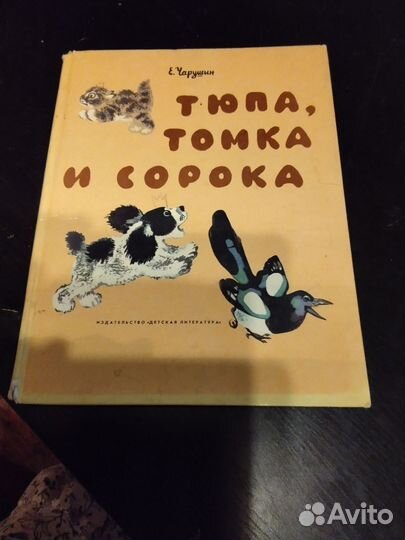 Е. Чарушин
ТЮПА,
ТОМКА
И СОРОКА
ИЗДАТЕЛЬСТВО «ДЕТСКАЯ ЛИТЕРАТУРА»
Avito